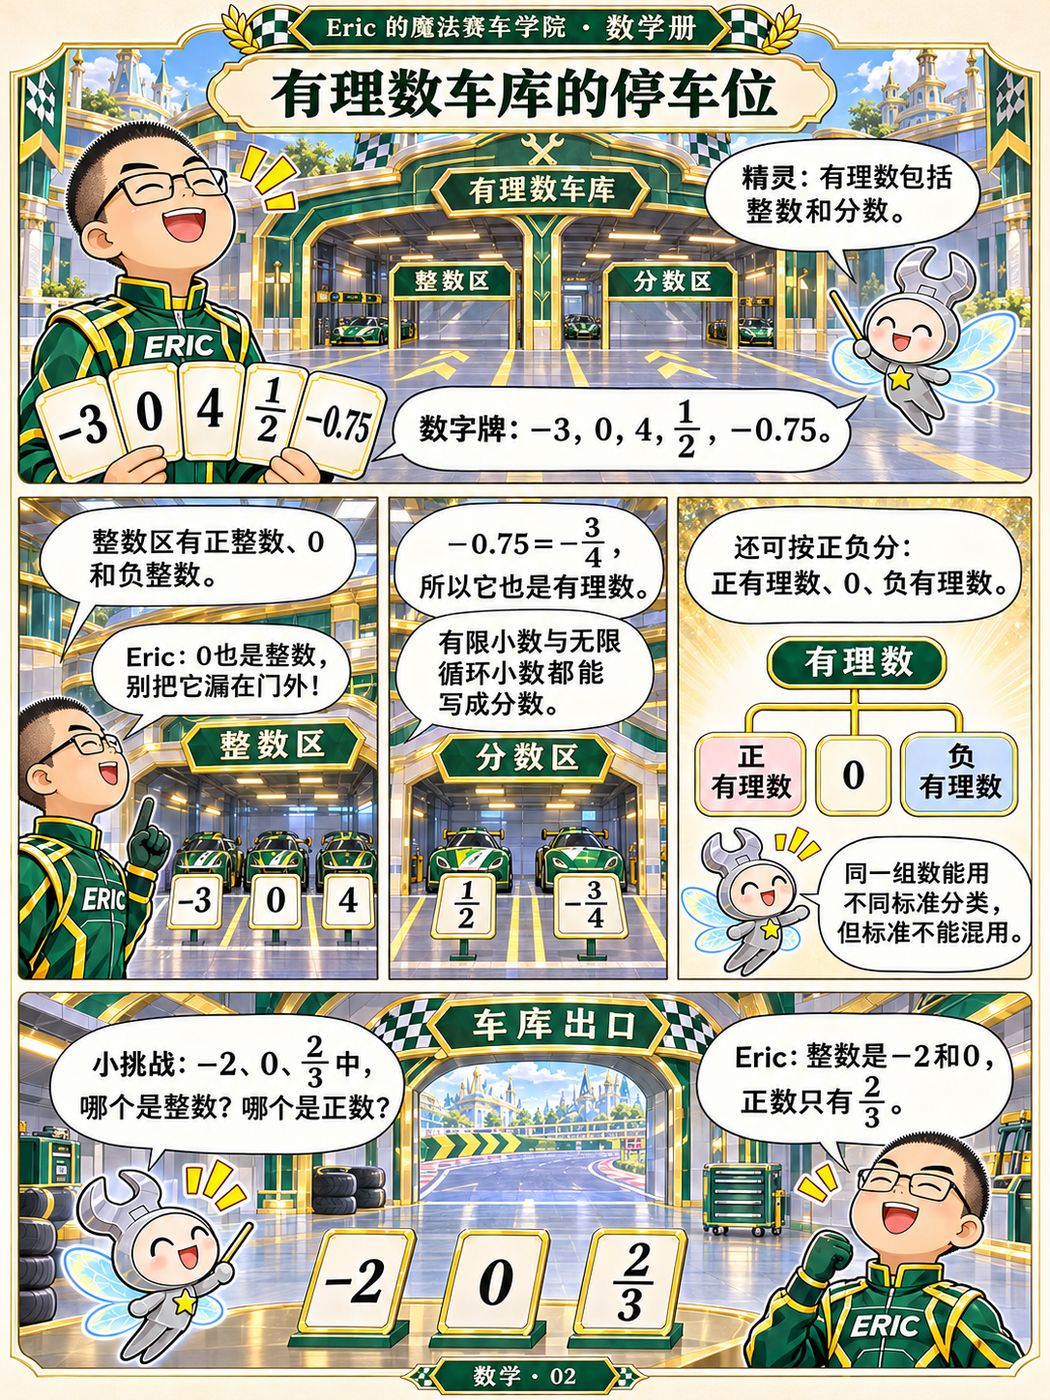 Eric 的魔法赛车学院 · 数学册
有理数车库的停车位
有理数车库
整数区
分数区
精灵：有理数包括
整数和分数。
ERIC
-3
0
4
1/2
-0.75
数字牌：-3，0，4，1/2，-0.75。
整数区有正整数、0
和负整数。
Eric：0也是整数，
别把它漏在门外！
整数区
ERIC
-3
0
4
-0.75=-3/4，
所以它也是有理数。
有限小数与无限
循环小数都能
写成分数。
分数区
1/2
-3/4
还可按正负分：
正有理数、0、负有理数。
有理数
正
有理数
0
负
有理数
同一组数能用
不同标准分类，
但标准不能混用。
车库出口
小挑战：-2、0、2/3中，
哪个是整数？哪个是正数？
Eric：整数是-2和0，
正数只有2/3。
-2
0
2/3
ERIC
数学 · 02